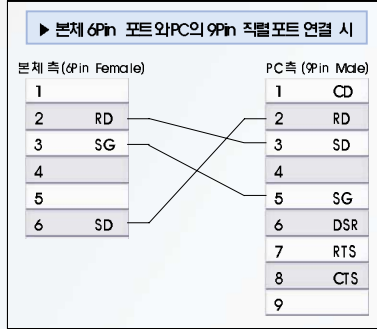 ▶ 본체 6Pin 포트와 PC의 9Pin 직렬포트 연결 시
본체 측(6Pin Female) PC측 (9Pin Male)
1 1 CD
2 RD 2 RD
3 SG 3 SD
4 4
5 5 SG
6 SD 6 DSR
7 RTS
8 CTS
9